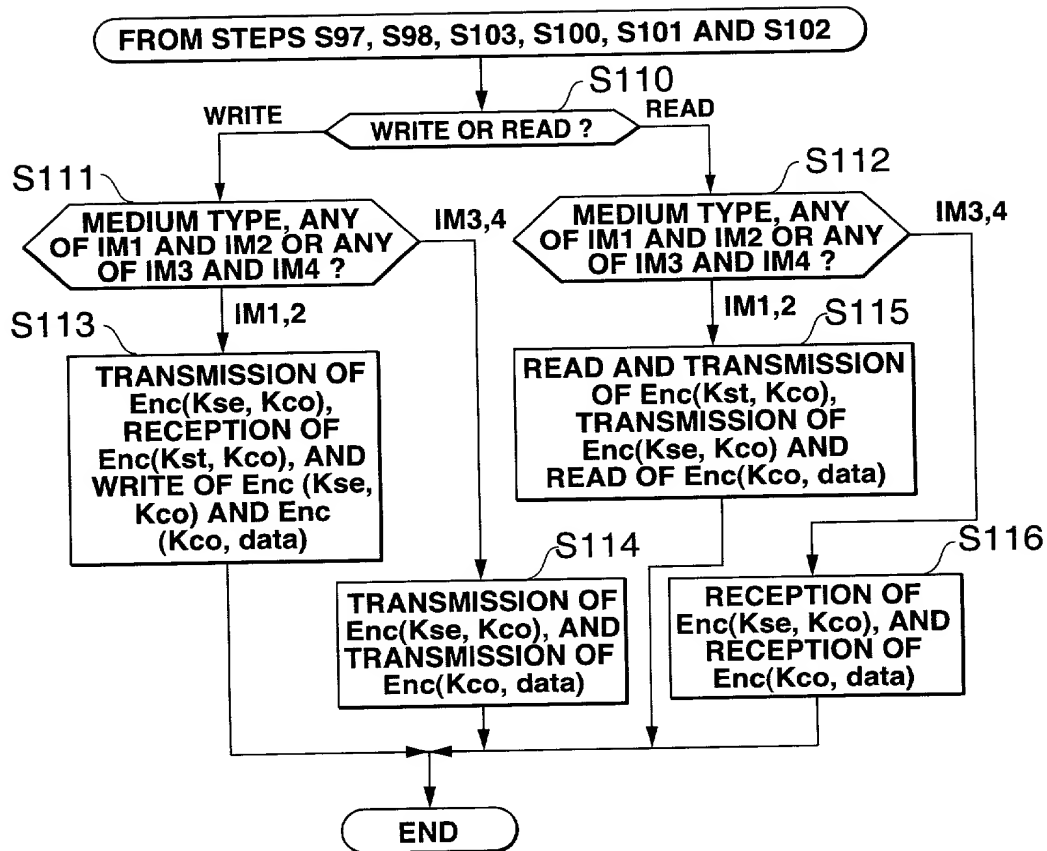 FROM STEPS S97, S98, S103, S100, S101 AND S102
S110
WRITE
READ
WRITE OR READ ?
S111
MEDIUM TYPE, ANY
OF IM1 AND IM2 OR ANY
OF IM3 AND IM4 ?
IM3,4
IM1,2
S112
MEDIUM TYPE, ANY
OF IM1 AND IM2 OR ANY
OF IM3 AND IM4 ?
IM3,4
IM1,2
S113
TRANSMISSION OF
Enc(Kse, Kco),
RECEPTION OF
Enc(Kst, Kco), AND
WRITE OF Enc (Kse,
Kco) AND Enc
(Kco, data)
S115
READ AND TRANSMISSION
OF Enc(Kst, Kco),
TRANSMISSION OF
Enc(Kse, Kco) AND
READ OF Enc(Kco, data)
S114
TRANSMISSION OF
Enc(Kse, Kco), AND
TRANSMISSION OF
Enc(Kco, data)
S116
RECEPTION OF
Enc(Kse, Kco), AND
RECEPTION OF
Enc(Kco, data)
END